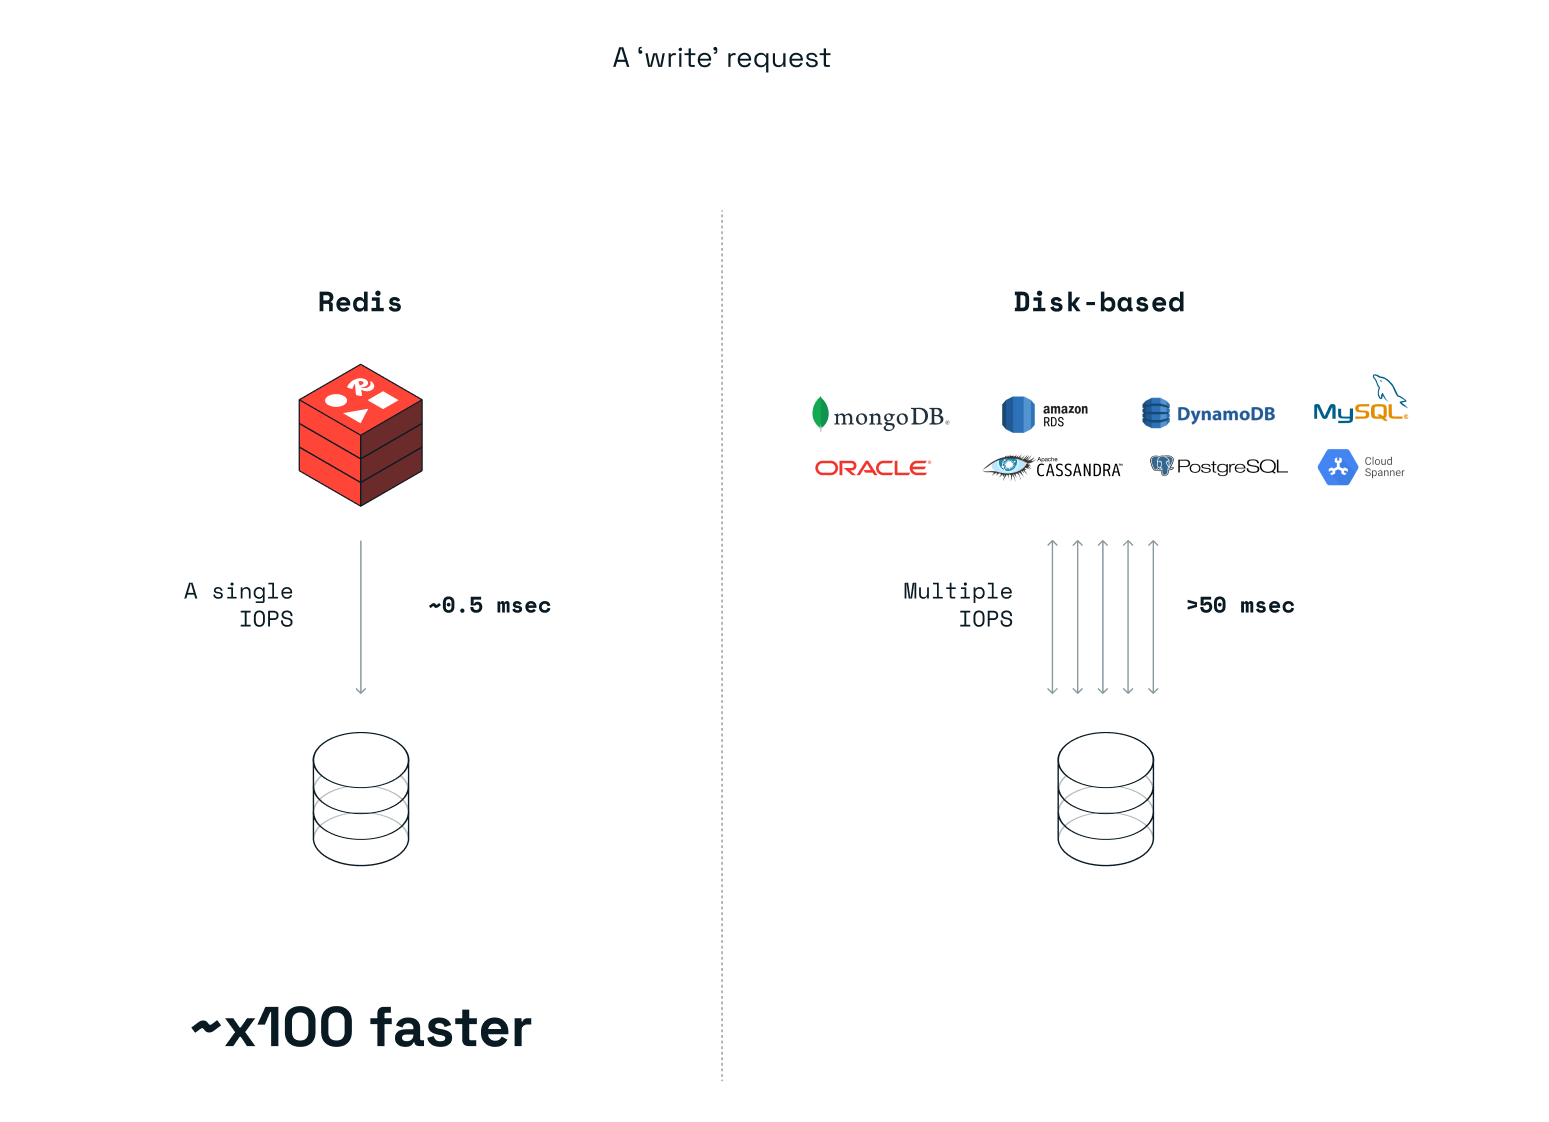 A ‘write’ request
Redis
A single
IOPS
~0.5 msec
~x100 faster
Disk-based
mongoDB®
amazon
RDS
DynamoDB
MySQL®
ORACLE®
Apache
CASSANDRA™
PostgreSQL
Cloud
Spanner
Multiple
IOPS
>50 msec